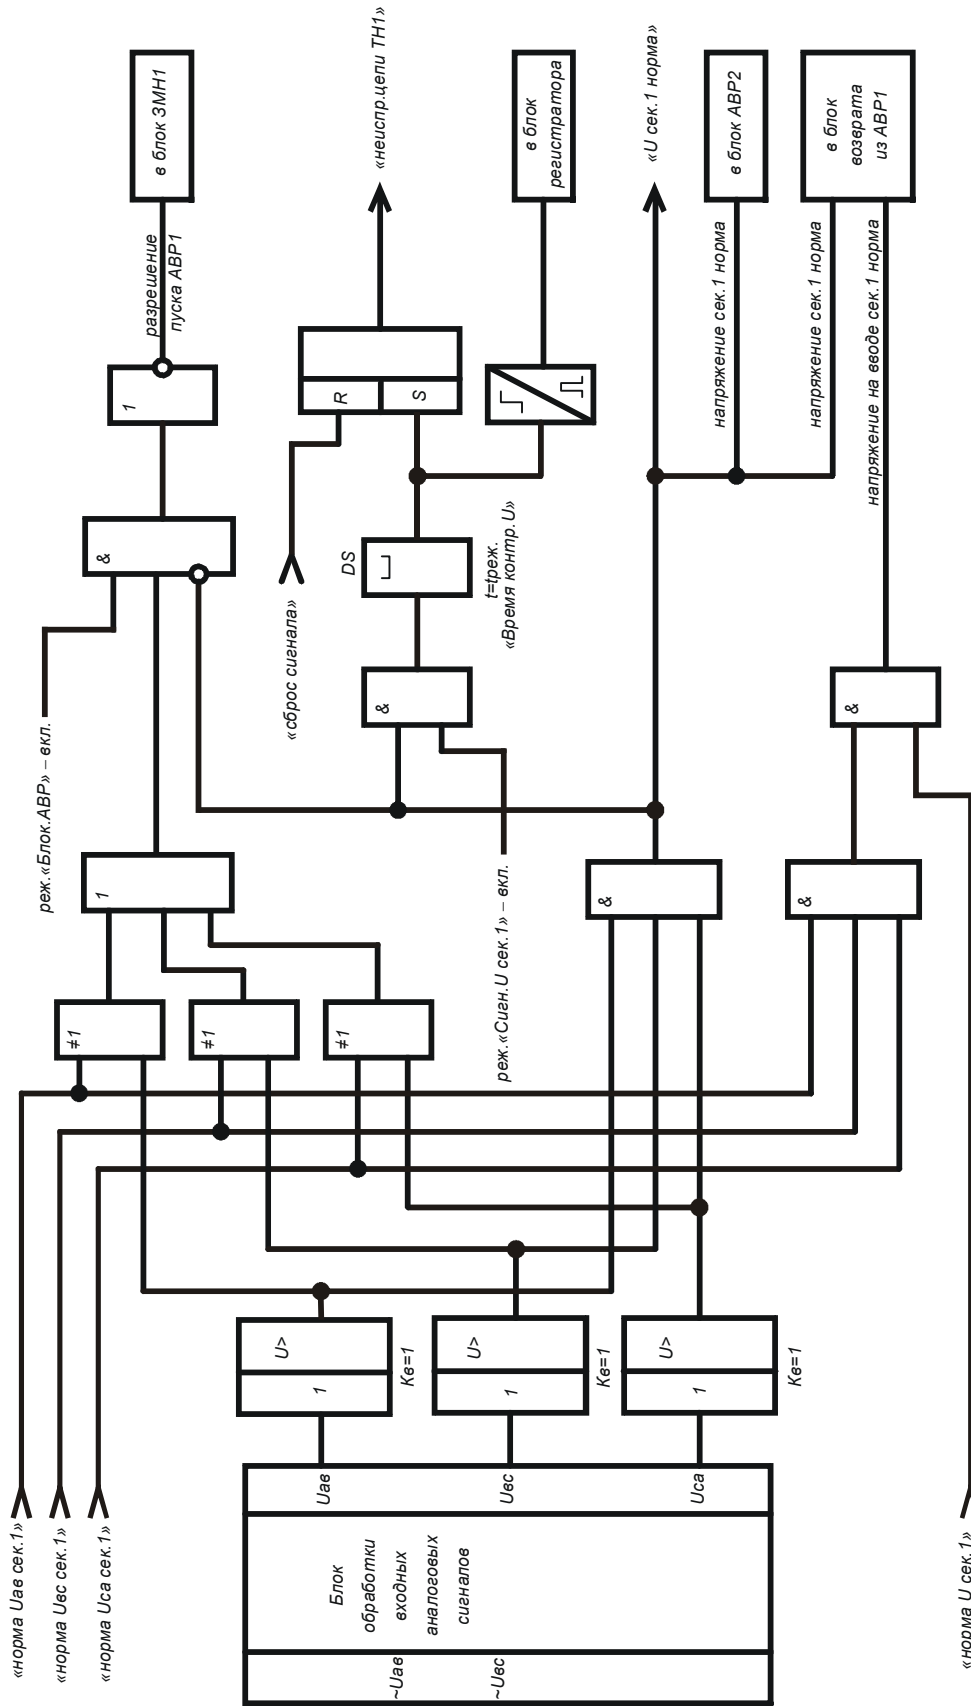 «норма Uав сек.1»
«норма Uвс сек.1»
«норма Uса сек.1»
~Uав
~Uвс
Блок
обработки
входных
аналоговых
сигналов
Uав
Uвс
Uса
1
U>
Кв=1
1
U>
Кв=1
1
U>
Кв=1
«норма U сек.1»
≠1
≠1
≠1
1
реж.«Блок.АВР» – вкл.
&
1
разрешение
пуска АВР1
в блок ЗМН1
реж.«Сигн.U сек.1» – вкл.
&
DS
t=tреж.
«Время контр.U»
«сброс сигнала»
R
S
«неиспр.цепи ТН1»
в блок
регистратора
&
«U сек.1 норма»
напряжение сек.1 норма
в блок АВР2
&
&
напряжение сек.1 норма
напряжение на вводе сек.1 норма
в блок
возврата
из АВР1